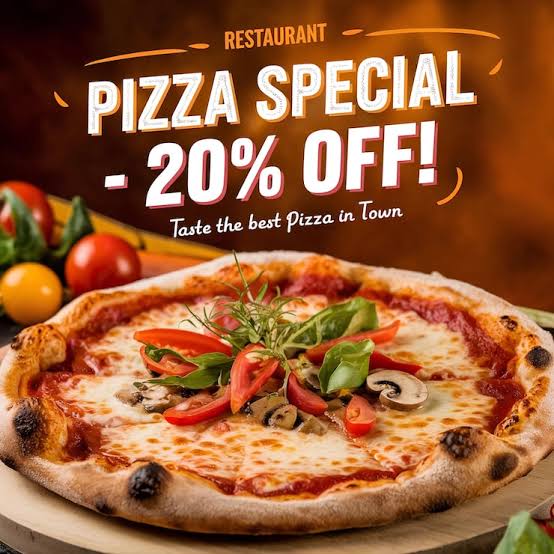 RESTAURANT
PIZZA SPECIAL
- 20% OFF!
Taste the best Pizza in Town